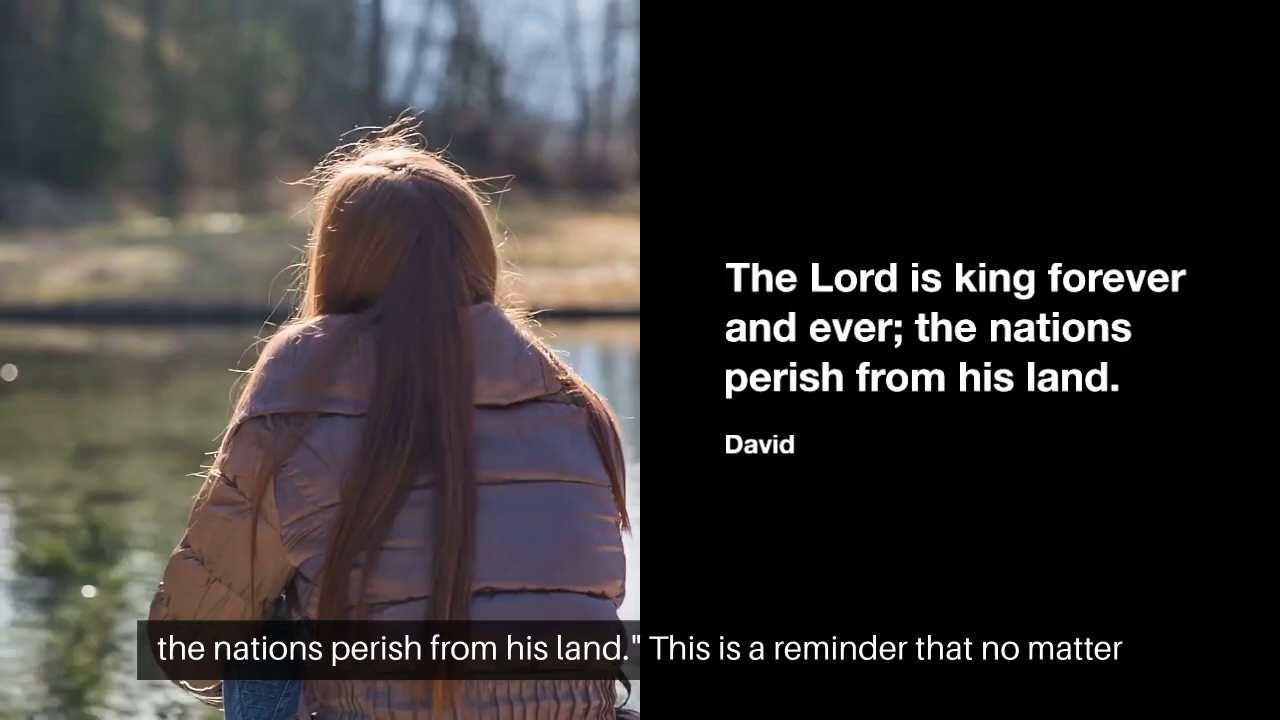 The Lord is king forever
and ever; the nations
perish from his land.
David
the nations perish from his land." This is a reminder that no matter